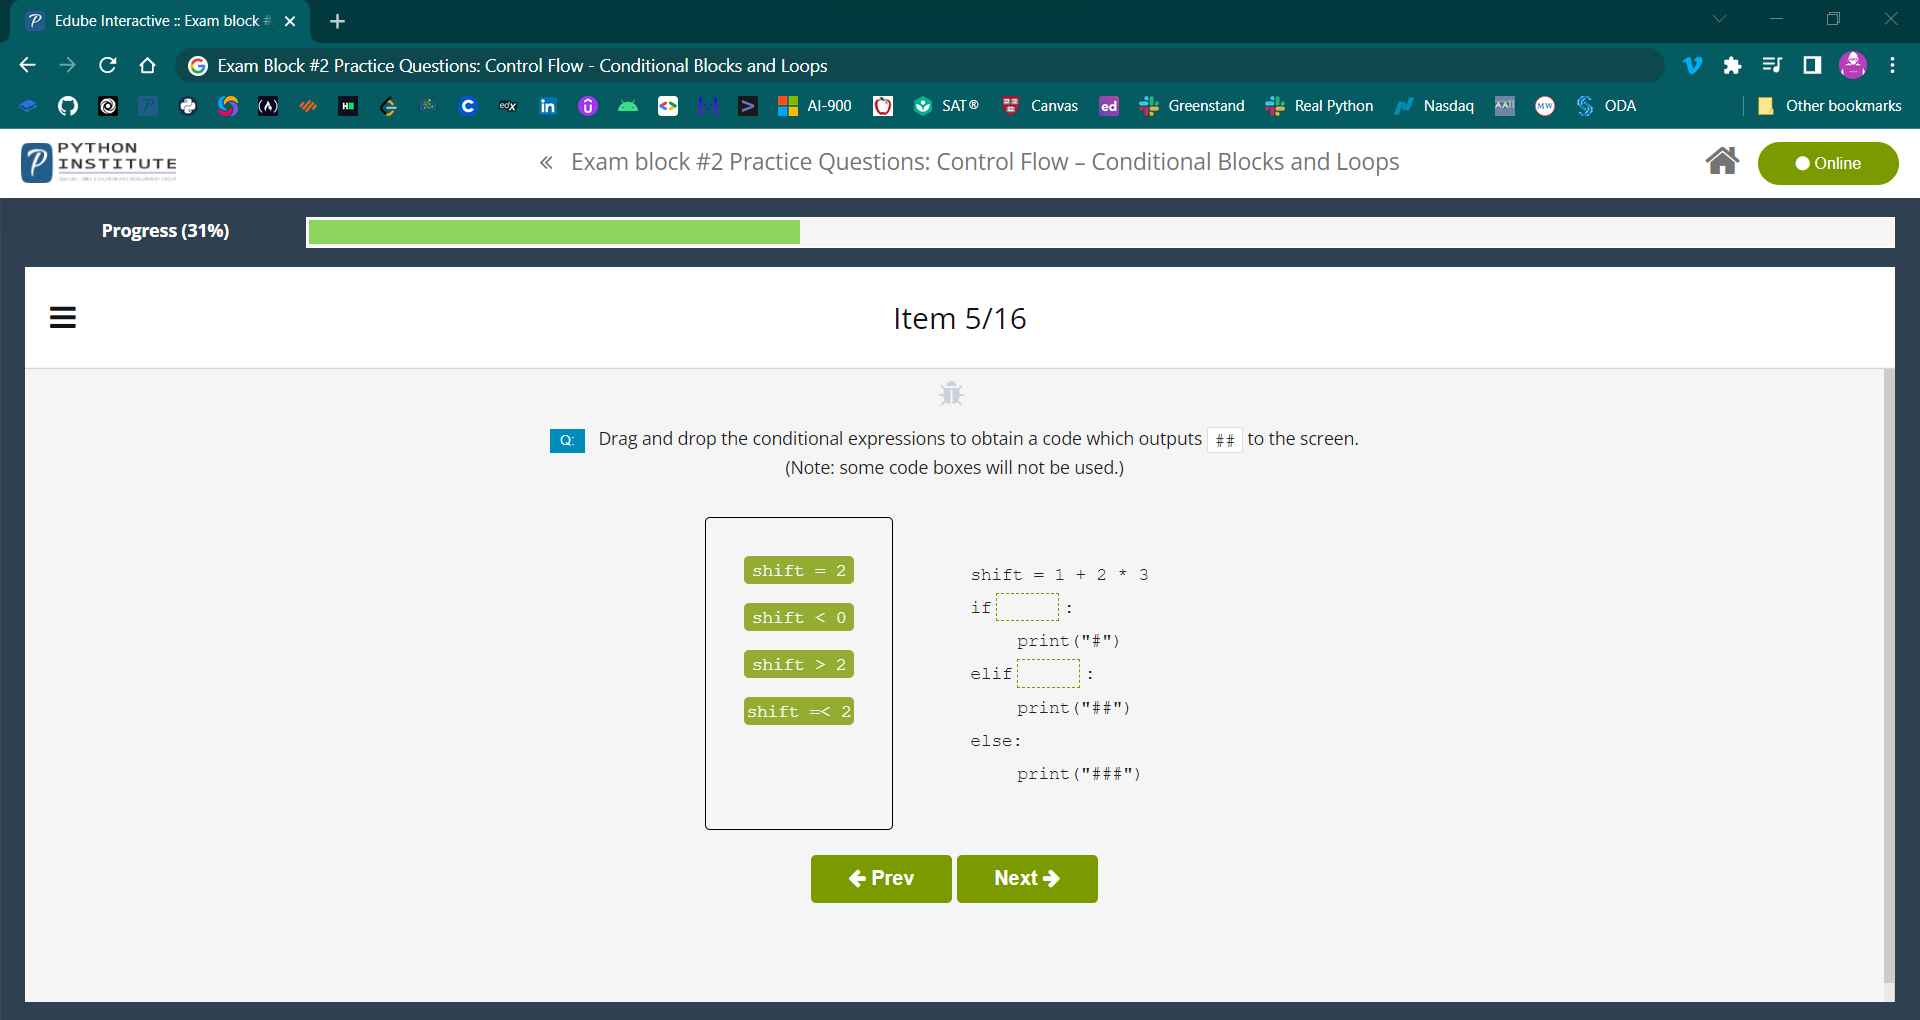 Edube Interactive :: Exam block #
Exam Block #2 Practice Questions: Control Flow - Conditional Blocks and Loops
AI-900 SAT® Canvas ed Greenstand Real Python Nasdaq AAII MW ODA Other bookmarks
PYTHON
INSTITUTE
« Exam block #2 Practice Questions: Control Flow – Conditional Blocks and Loops
Online
Progress (31%)
Item 5/16
Q: Drag and drop the conditional expressions to obtain a code which outputs ## to the screen.
(Note: some code boxes will not be used.)
shift = 2
shift < 0
shift > 2
shift =< 2
shift = 1 + 2 * 3
if :
print("#")
elif :
print("##")
else:
print("###")
Prev
Next